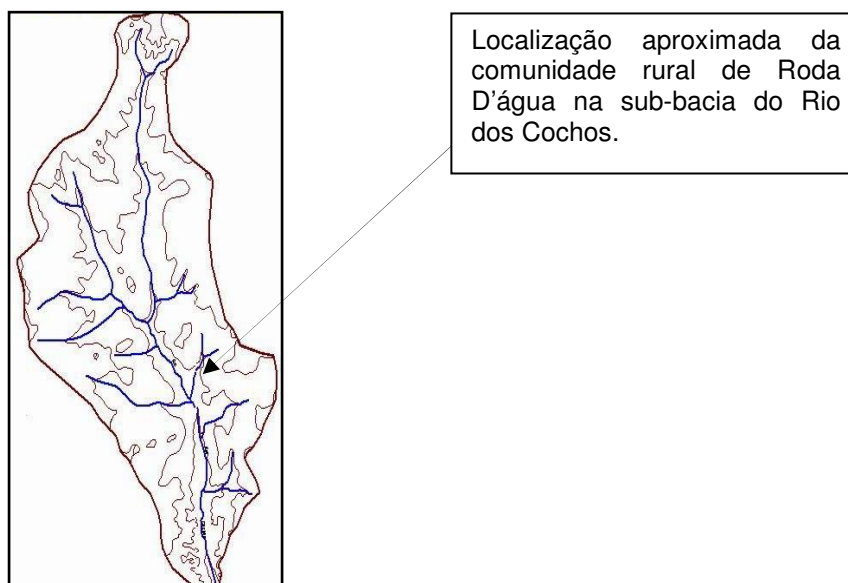 Localização aproximada da
comunidade rural de Roda
D’água na sub-bacia do Rio
dos Cochos.